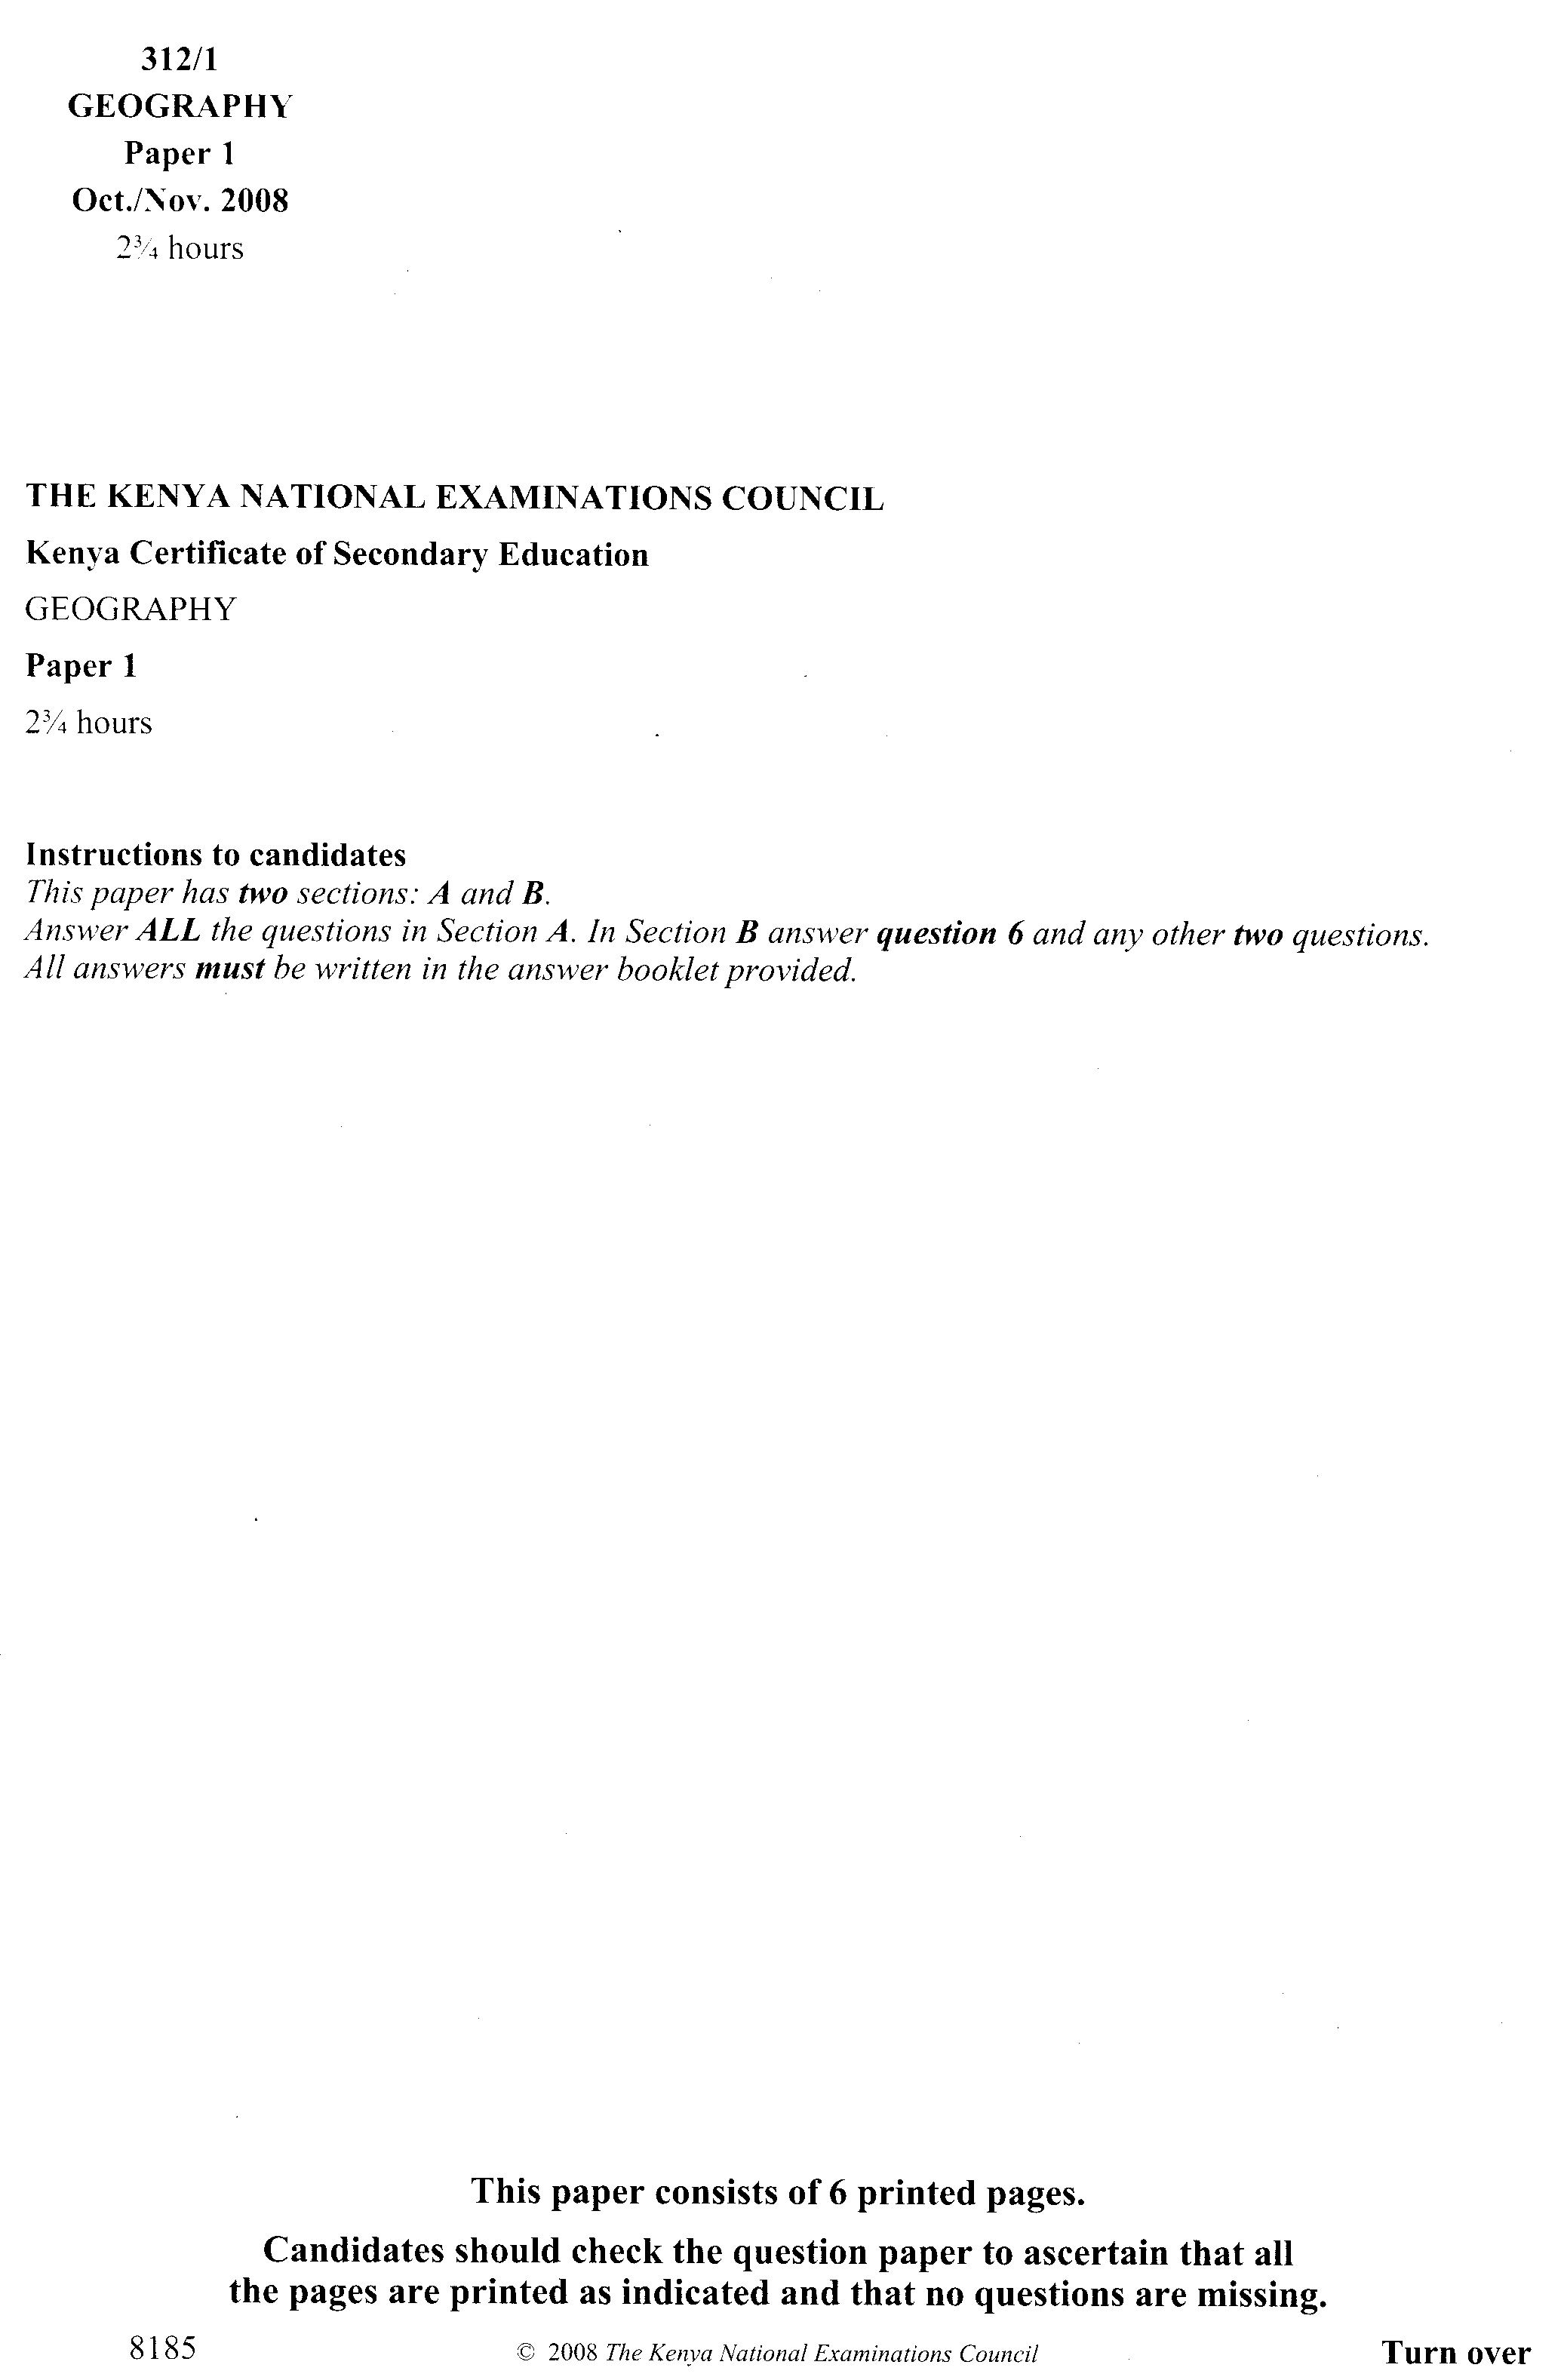 312/1
GEOGRAPHY
Paper 1
Oct./Nov. 2008
2¾ hours
THE KENYA NATIONAL EXAMINATIONS COUNCIL
Kenya Certificate of Secondary Education
GEOGRAPHY
Paper 1
2¾ hours
Instructions to candidates
This paper has two sections: A and B.
Answer ALL the questions in Section A. In Section B answer question 6 and any other two questions.
All answers must be written in the answer booklet provided.
This paper consists of 6 printed pages.
Candidates should check the question paper to ascertain that all
the pages are printed as indicated and that no questions are missing.
8185
© 2008 The Kenya National Examinations Council
Turn over